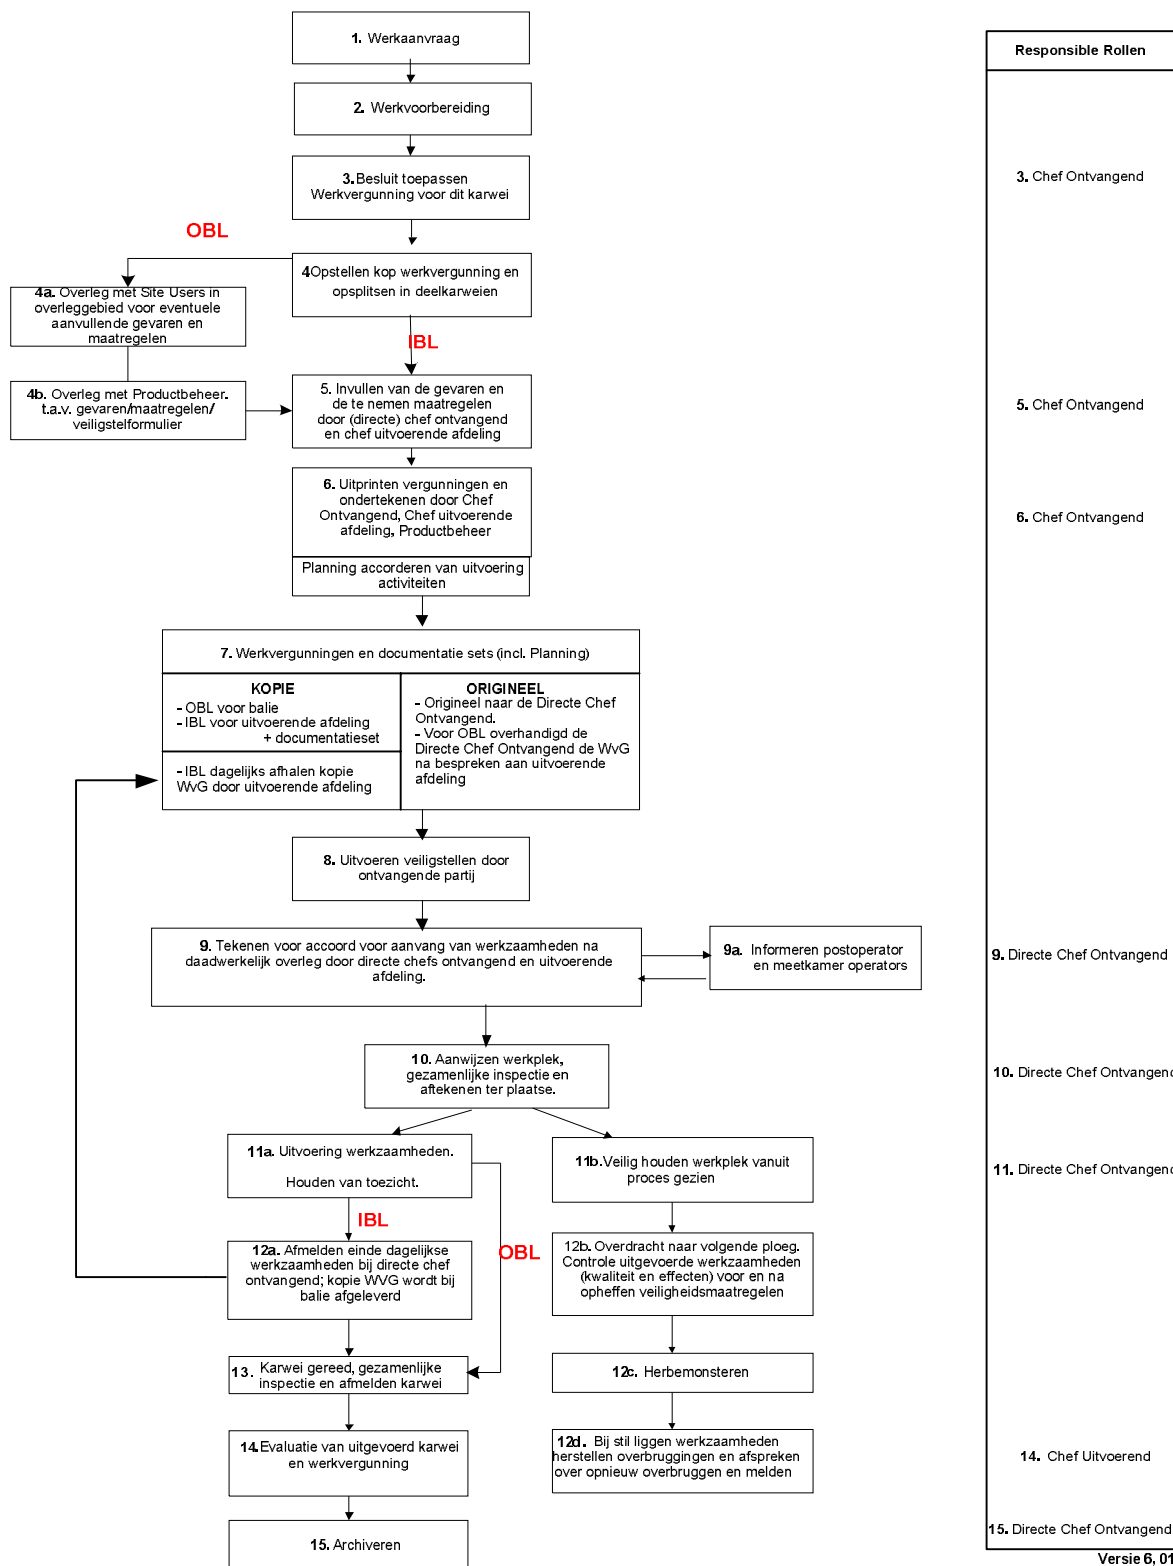 1. Werkaanvraag
2. Werkvoorbereiding
3. Besluit toepassen
Werkvergunning voor dit karwei
OBL
4 Opstellen kop werkvergunning en
opsplitsen in deelkarweien
4a. Overleg met Site Users in
overleggebied voor eventuele
aanvullende gevaren en
maatregelen
IBL
4b. Overleg met Productbeheer.
t.a.v. gevaren/maatregelen/
veiligstelformulier
5. Invullen van de gevaren en
de te nemen maatregelen
door (directe) chef ontvangend
en chef uitvoerende afdeling
6. Uitprinten vergunningen en
ondertekenen door Chef
Ontvangend, Chef uitvoerende
afdeling, Productbeheer
Planning accorderen van uitvoering
activiteiten
7. Werkvergunningen en documentatie sets (incl. Planning)
KOPIE
- OBL voor balie
- IBL voor uitvoerende afdeling
+ documentatieset
- IBL dagelijks afhalen kopie
WvG door uitvoerende afdeling
ORIGINEEL
- Origineel naar de Directe Chef
Ontvangend.
- Voor OBL overhandigd de
Directe Chef Ontvangend de WvG
na bespreken aan uitvoerende
afdeling
8. Uitvoeren veiligstellen door
ontvangende partij
9. Tekenen voor accoord voor aanvang van werkzaamheden na
daadwerkelijk overleg door directe chefs ontvangend en uitvoerende
afdeling.
9a. Informeren postoperator
en meetkamer operators
10. Aanwijzen werkplek,
gezamenlijke inspectie en
aftekenen ter plaatse.
11a. Uitvoering werkzaamheden.
Houden van toezicht.
11b. Veilig houden werkplek vanuit
proces gezien
IBL
OBL
12a. Afmelden einde dagelijkse
werkzaamheden bij directe chef
ontvangend; kopie WVG wordt bij
balie afgeleverd
12b. Overdracht naar volgende ploeg.
Controle uitgevoerde werkzaamheden
(kwaliteit en effecten) voor en na
opheffen veiligheidsmaatregelen
13. Karwei gereed, gezamenlijke
inspectie en afmelden karwei
12c. Herbemonsteren
14. Evaluatie van uitgevoerd karwei
en werkvergunning
12d. Bij stil liggen werkzaamheden
herstellen overbruggingen en afspreken
over opnieuw overbruggen en melden
15. Archiveren
Responsible Rollen
3. Chef Ontvangend
5. Chef Ontvangend
6. Chef Ontvangend
9. Directe Chef Ontvangend
10. Directe Chef Ontvangend
11. Directe Chef Ontvangend
14. Chef Uitvoerend
15. Directe Chef Ontvangend
Versie 6, 01